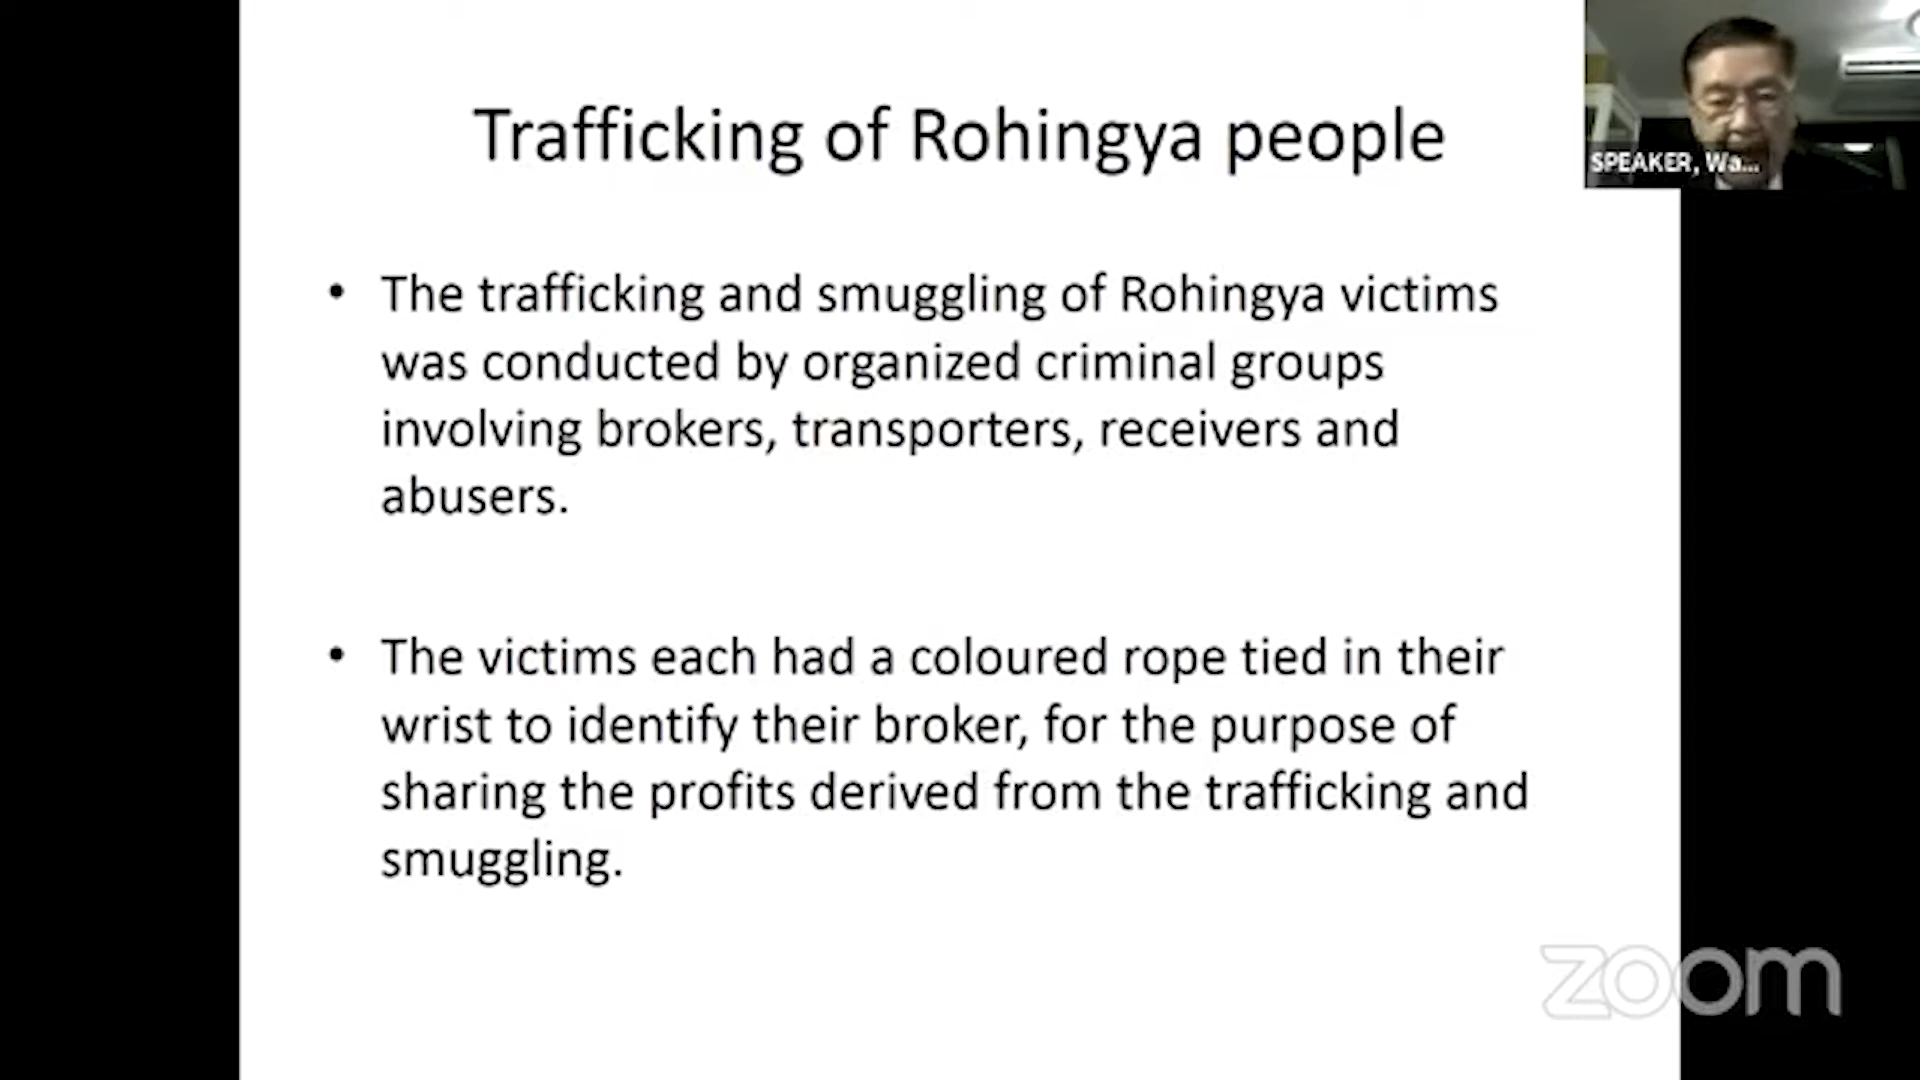 Trafficking of Rohingya people
SPEAKER, Wa...
• The trafficking and smuggling of Rohingya victims
was conducted by organized criminal groups
involving brokers, transporters, receivers and
abusers.
• The victims each had a coloured rope tied in their
wrist to identify their broker, for the purpose of
sharing the profits derived from the trafficking and
smuggling.
zoom